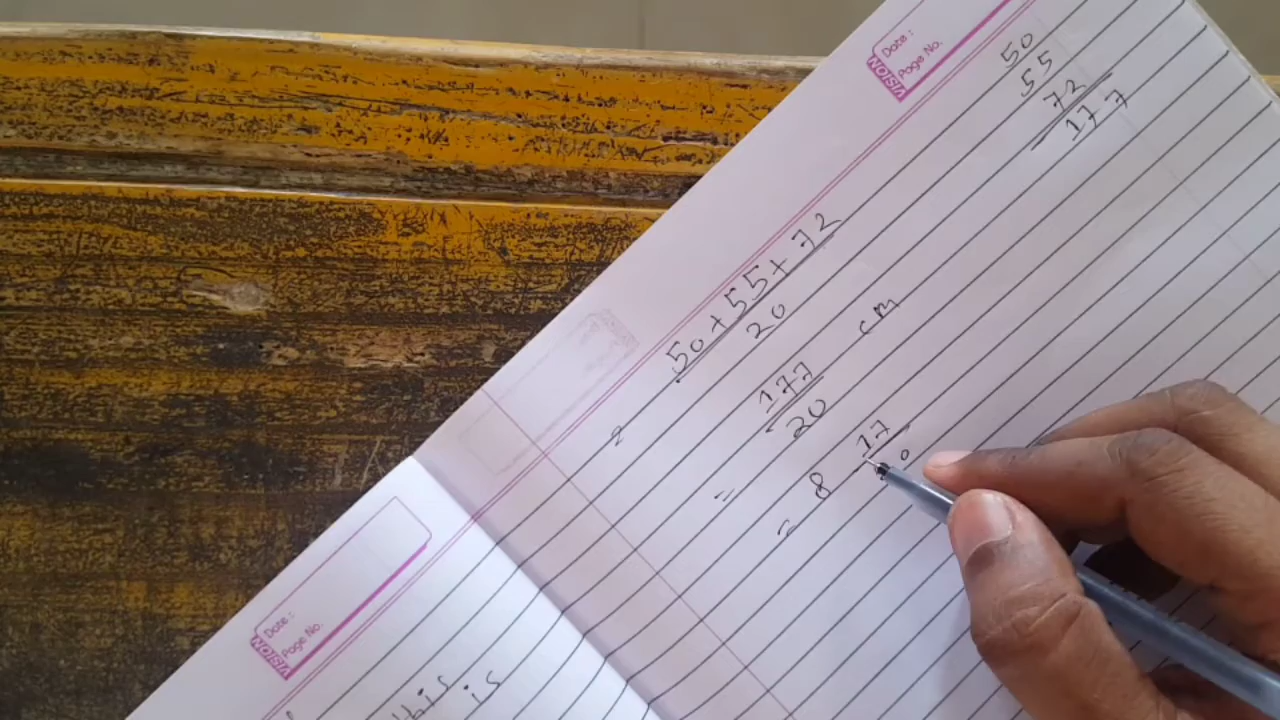 Date :
Page No.
VISION
50
55
72
177
50 + 55 + 72
20
=
177
20
cm
=
17
= 8
0
Date :
Page No.
VISION
this
is